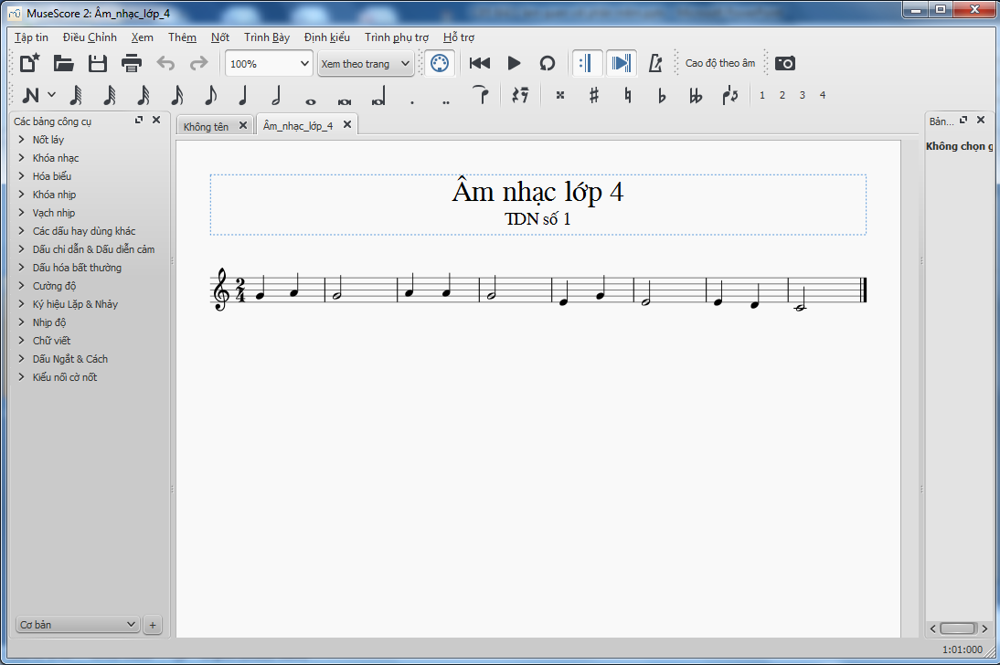 MuseScore 2: Âm_nhạc_lớp_4
Tập tin Điều Chỉnh Xem Thêm Nốt Trình Bày Định kiểu Trình phụ trợ Hỗ trợ
100% Xem theo trang Cao độ theo âm
1 2 3 4
Các bảng công cụ
Nốt láy
Khóa nhạc
Hóa biểu
Khóa nhịp
Vạch nhịp
Các dấu hay dùng khác
Dấu chỉ dẫn & Dấu diễn cảm
Dấu hóa bất thường
Cường độ
Ký hiệu Lặp & Nhảy
Nhịp độ
Chữ viết
Dấu Ngắt & Cách
Kiểu nối cờ nốt
Cơ bản
+
Không tên Âm_nhạc_lớp_4
Âm nhạc lớp 4
TDN số 1
2
4
Bản...
Không chọn g
1:01:000